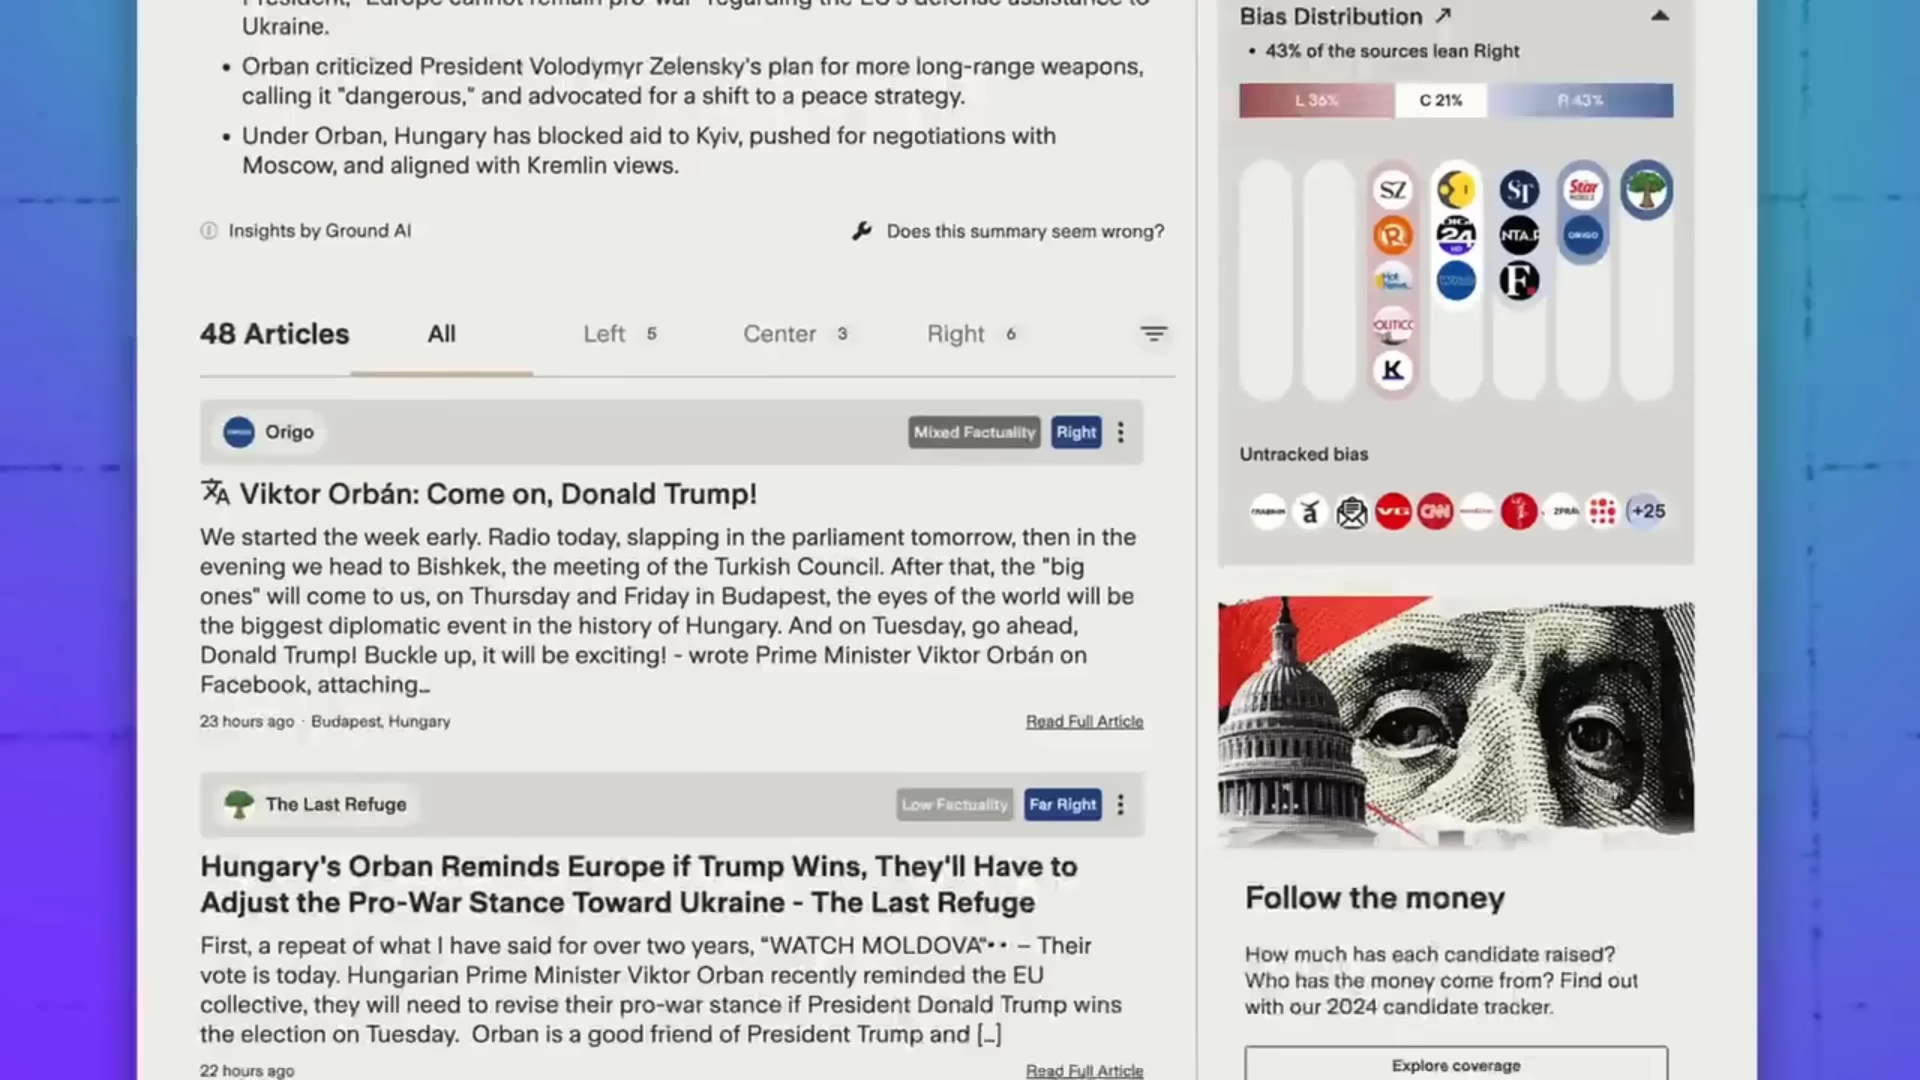 Ukraine.
• Orban criticized President Volodymyr Zelensky's plan for more long-range weapons,
calling it "dangerous," and advocated for a shift to a peace strategy.
• Under Orban, Hungary has blocked aid to Kyiv, pushed for negotiations with
Moscow, and aligned with Kremlin views.
Insights by Ground AI
Does this summary seem wrong?
48 Articles
All
Left 5
Center 3
Right 6
Origo
Mixed Factuality
Right
Viktor Orbán: Come on, Donald Trump!
We started the week early. Radio today, slapping in the parliament tomorrow, then in the
evening we head to Bishkek, the meeting of the Turkish Council. After that, the "big
ones" will come to us, on Thursday and Friday in Budapest, the eyes of the world will be
the biggest diplomatic event in the history of Hungary. And on Tuesday, go ahead,
Donald Trump! Buckle up, it will be exciting! - wrote Prime Minister Viktor Orbán on
Facebook, attaching…
23 hours ago · Budapest, Hungary
Read Full Article
The Last Refuge
Low Factuality
Far Right
Hungary's Orban Reminds Europe if Trump Wins, They'll Have to
Adjust the Pro-War Stance Toward Ukraine - The Last Refuge
First, a repeat of what I have said for over two years, “WATCH MOLDOVA”•• – Their
vote is today. Hungarian Prime Minister Viktor Orban recently reminded the EU
collective, they will need to revise their pro-war stance if President Donald Trump wins
the election on Tuesday. Orban is a good friend of President Trump and […]
22 hours ago
Read Full Article
Bias Distribution ↗
• 43% of the sources lean Right
L 36%
C 21%
R 43%
SZ
ST
Star
24
NTA.
ORIGO
Hot
News
F.
POLITICO
K
Untracked bias
VG
CNN
+25
Follow the money
How much has each candidate raised?
Who has the money come from? Find out
with our 2024 candidate tracker.
Explore coverage